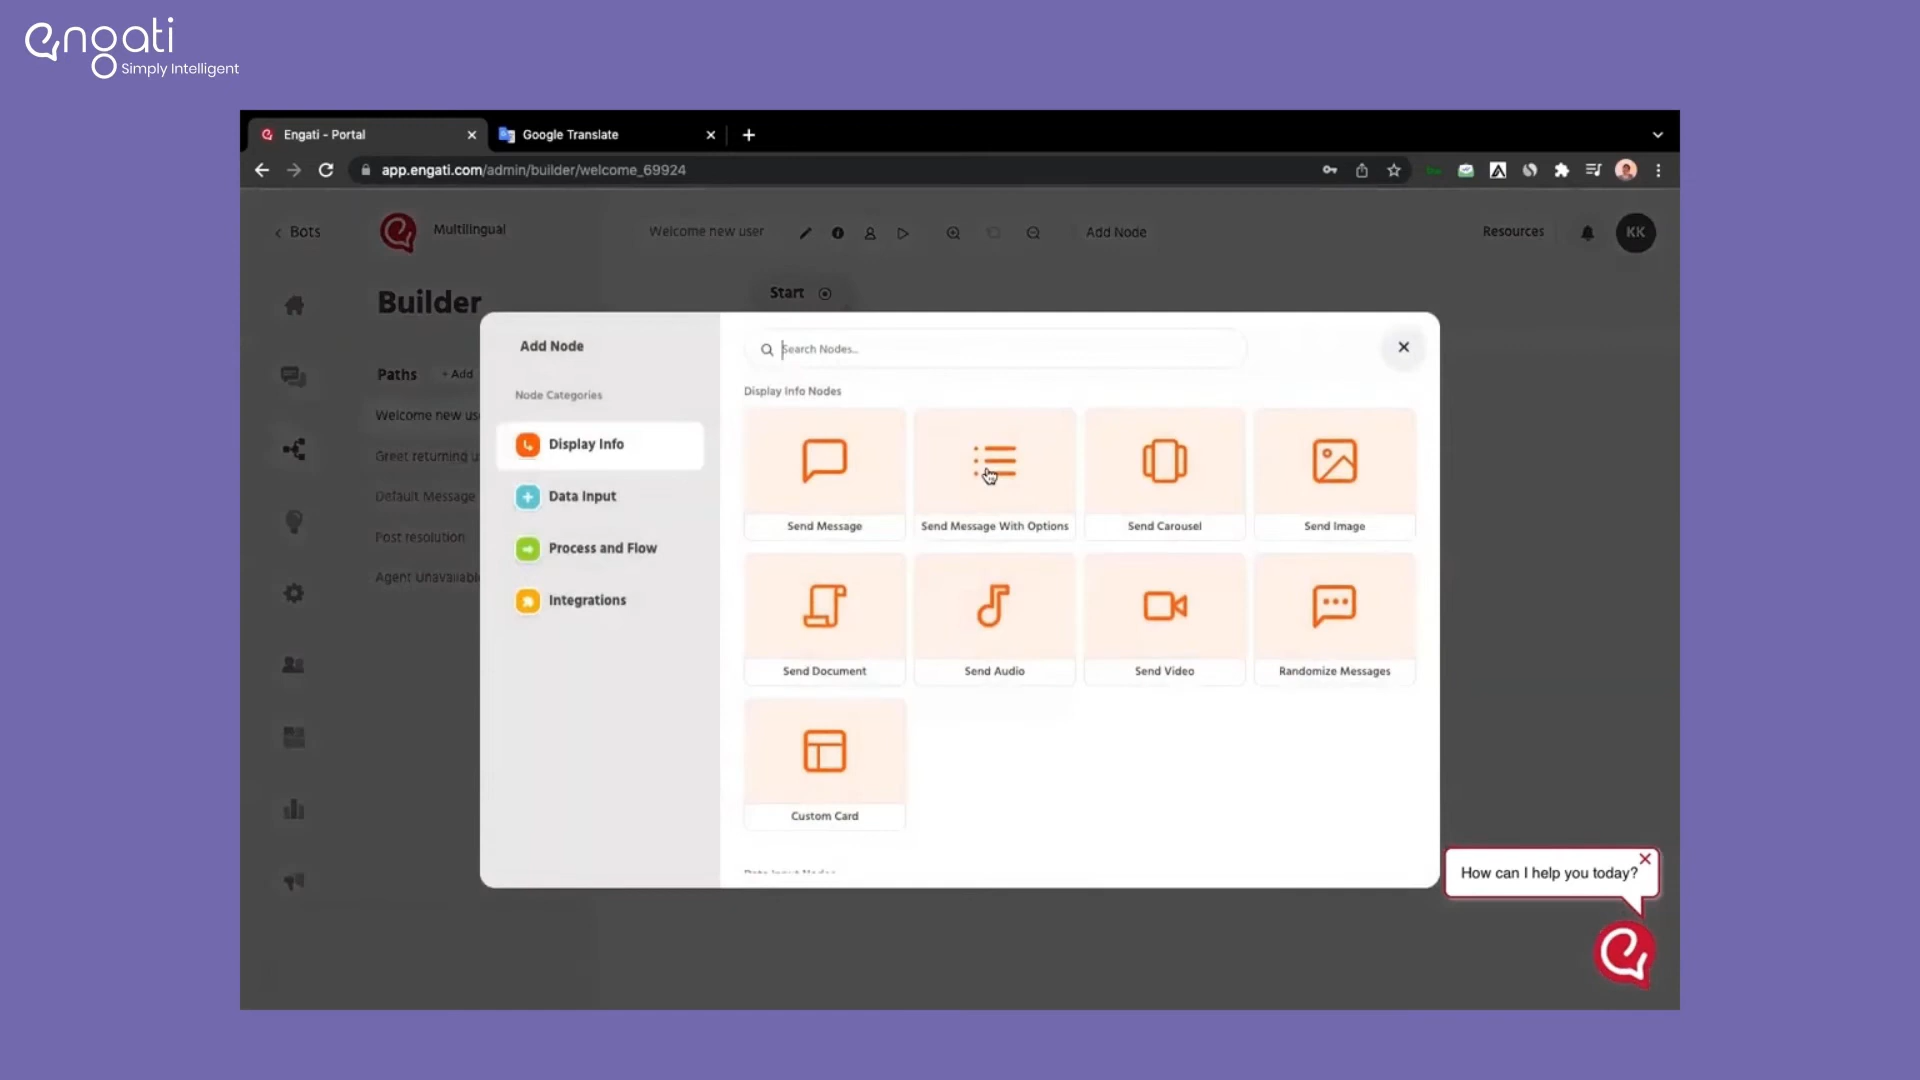 engati
Simply Intelligent
Engati - Portal
Google Translate
app.engati.com/admin/builder/welcome_69924
Bots
Multilingual
Welcome new user
Add Node
Resources
KK
Builder
Start
Paths
+ Add
Welcome new us
Greet returning u
Default Message
Post resolution
Agent Unavailabl
Add Node
Node Categories
Display Info
Data Input
Process and Flow
Integrations
Search Nodes..
Display Info Nodes
Send Message
Send Message With Options
Send Carousel
Send Image
Send Document
Send Audio
Send Video
Randomize Messages
Custom Card
Data Input Nodes
How can I help you today?